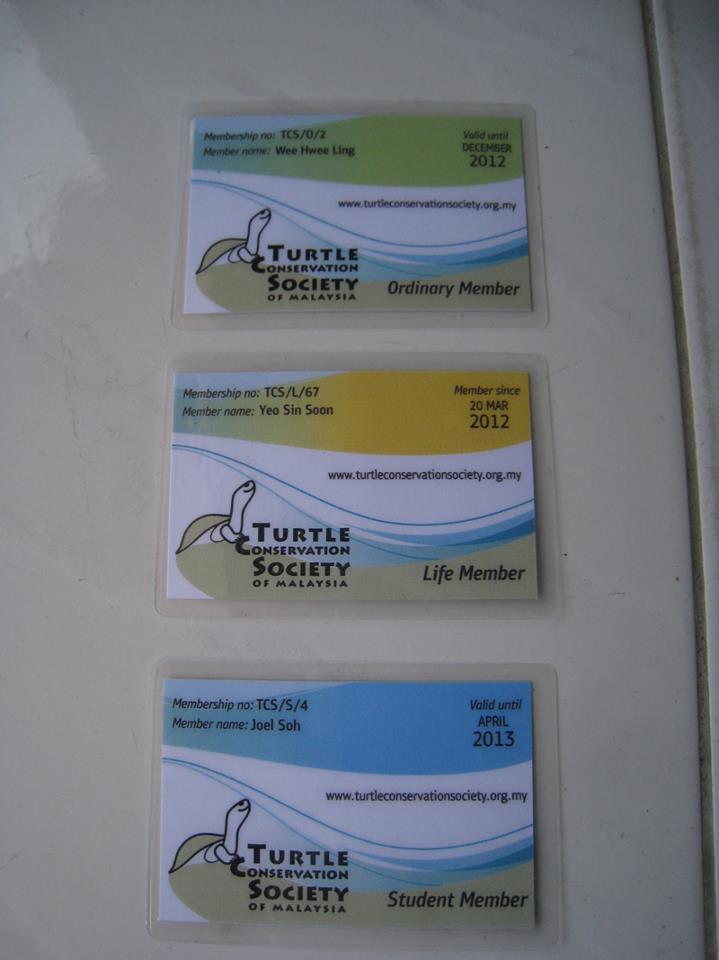 Membership no: TCS/O/2
Member name: Wee Hwee Ling
Valid until
DECEMBER
2012
www.turtleconservationsociety.org.my
TURTLE
CONSERVATION
SOCIETY
OF MALAYSIA
Ordinary Member
Membership no: TCS/L/67
Member name: Yeo Sin Soon
Member since
20 MAR
2012
www.turtleconservationsociety.org.my
TURTLE
CONSERVATION
SOCIETY
OF MALAYSIA
Life Member
Membership no: TCS/S/4
Member name: Joel Soh
Valid until
APRIL
2013
www.turtleconservationsociety.org.my
TURTLE
CONSERVATION
SOCIETY
OF MALAYSIA
Student Member